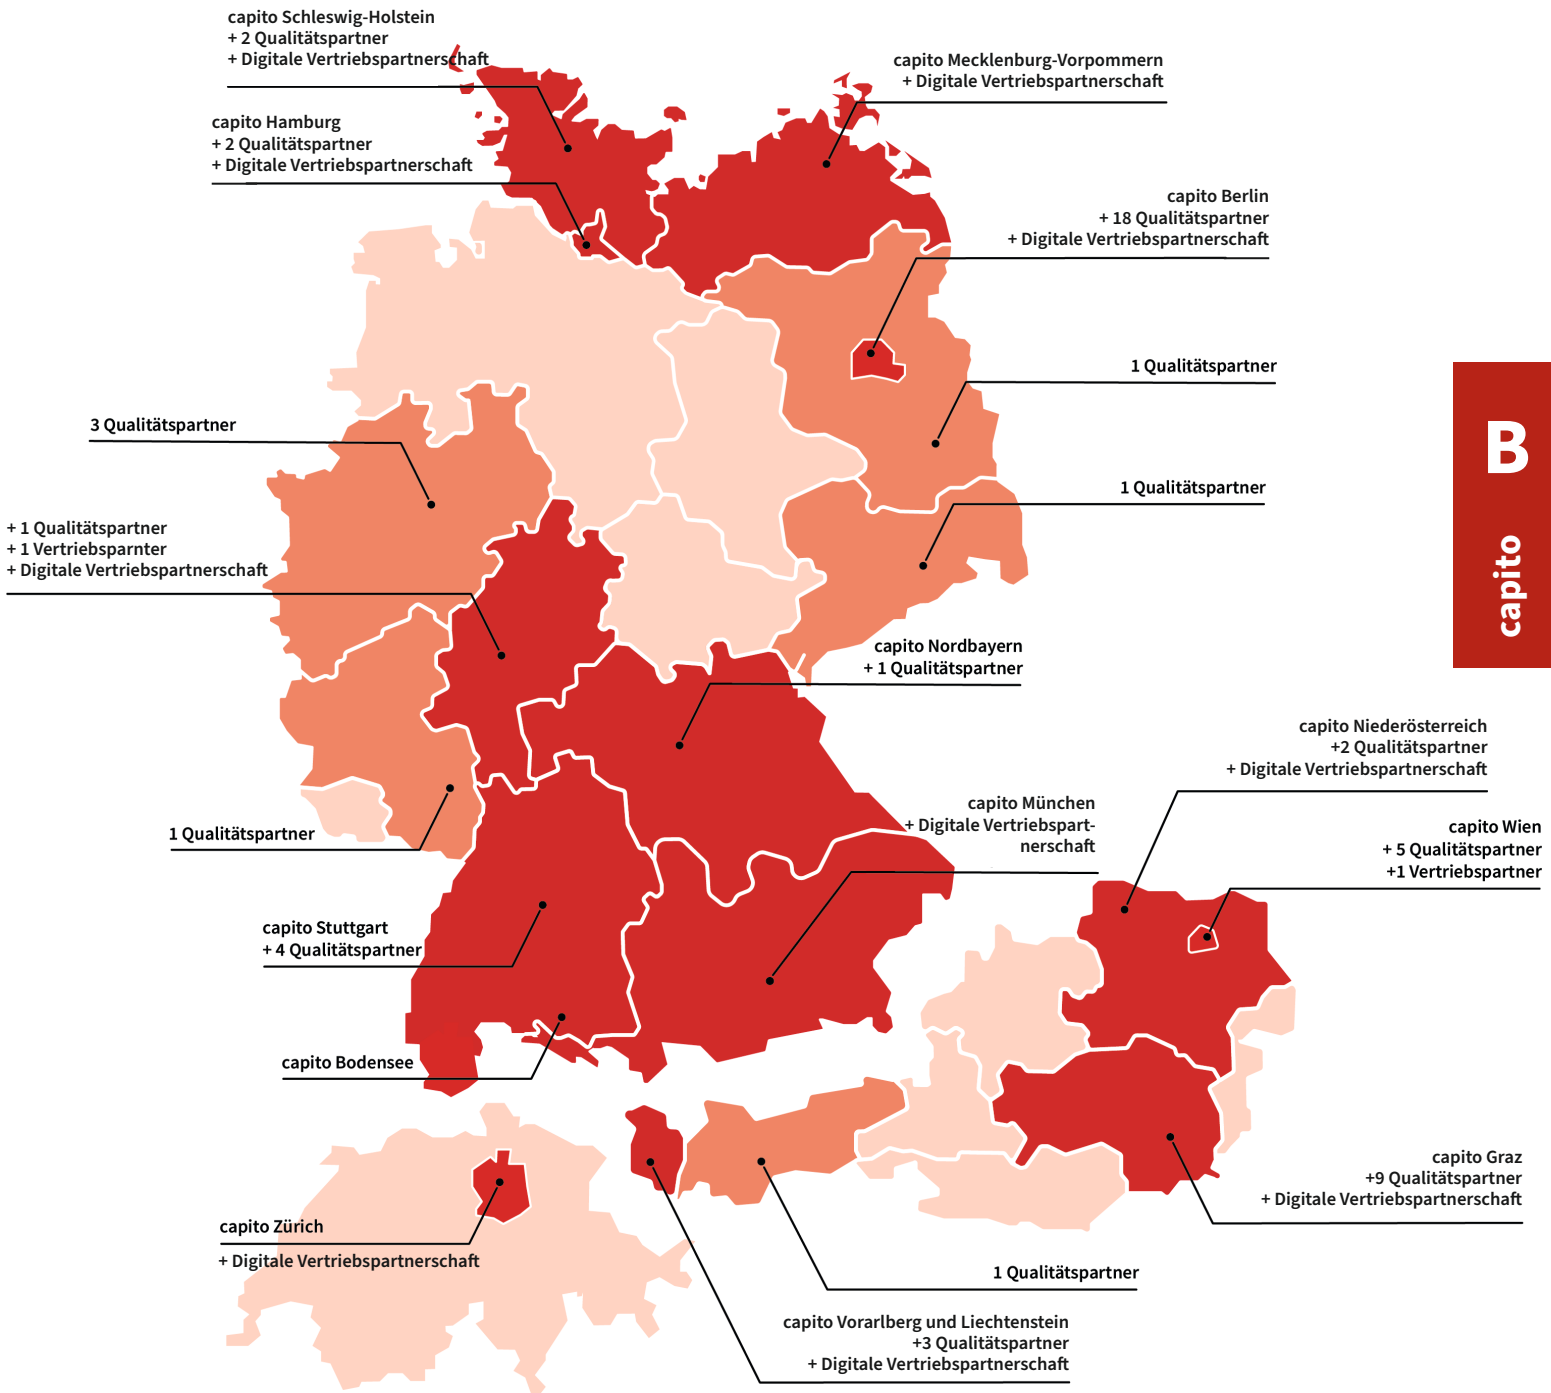 capito Schleswig-Holstein
+ 2 Qualitätspartner
+ Digitale Vertriebspartnerschaft
capito Mecklenburg-Vorpommern
+ Digitale Vertriebspartnerschaft
capito Hamburg
+ 2 Qualitätspartner
+ Digitale Vertriebspartnerschaft
capito Berlin
+ 18 Qualitätspartner
+ Digitale Vertriebspartnerschaft
1 Qualitätspartner
3 Qualitätspartner
1 Qualitätspartner
+ 1 Qualitätspartner
+ 1 Vertriebsparnter
+ Digitale Vertriebspartnerschaft
B
capito
capito Nordbayern
+ 1 Qualitätspartner
capito Niederösterreich
+2 Qualitätspartner
+ Digitale Vertriebspartnerschaft
capito München
+ Digitale Vertriebspart-
nerschaft
1 Qualitätspartner
capito Wien
+ 5 Qualitätspartner
+1 Vertriebspartner
capito Stuttgart
+ 4 Qualitätspartner
capito Bodensee
capito Graz
+9 Qualitätspartner
+ Digitale Vertriebspartnerschaft
capito Zürich
+ Digitale Vertriebspartnerschaft
1 Qualitätspartner
capito Vorarlberg und Liechtenstein
+3 Qualitätspartner
+ Digitale Vertriebspartnerschaft